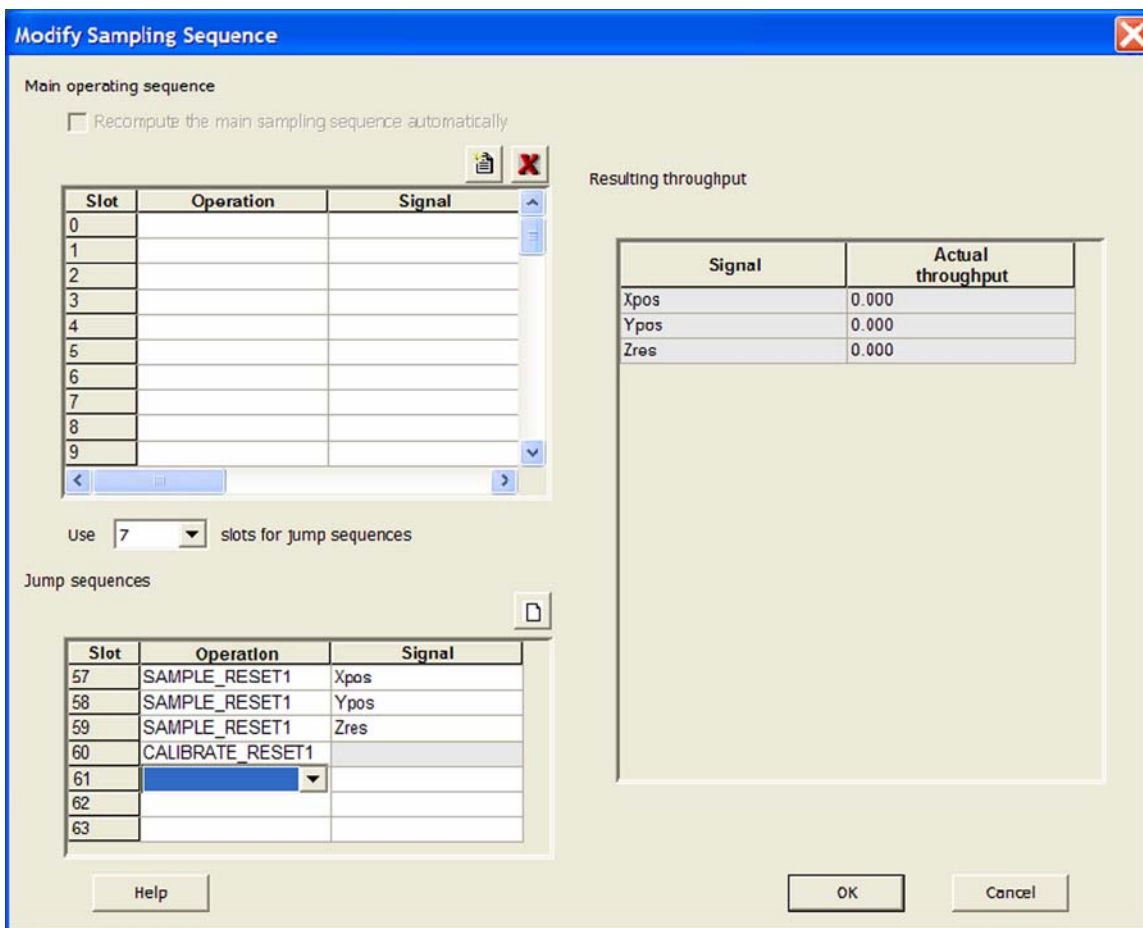 Modify Sampling Sequence
Main operating sequence
Recompute the main sampling sequence automatically
Slot Operation Signal
0
1
2
3
4
5
6
7
8
9
Use 7 slots for jump sequences
Jump sequences
Slot Operation Signal
57 SAMPLE_RESET1 Xpos
58 SAMPLE_RESET1 Ypos
59 SAMPLE_RESET1 Zres
60 CALIBRATE_RESET1
61
62
63
Resulting throughput
Signal Actual throughput
Xpos 0.000
Ypos 0.000
Zres 0.000
Help OK Cancel